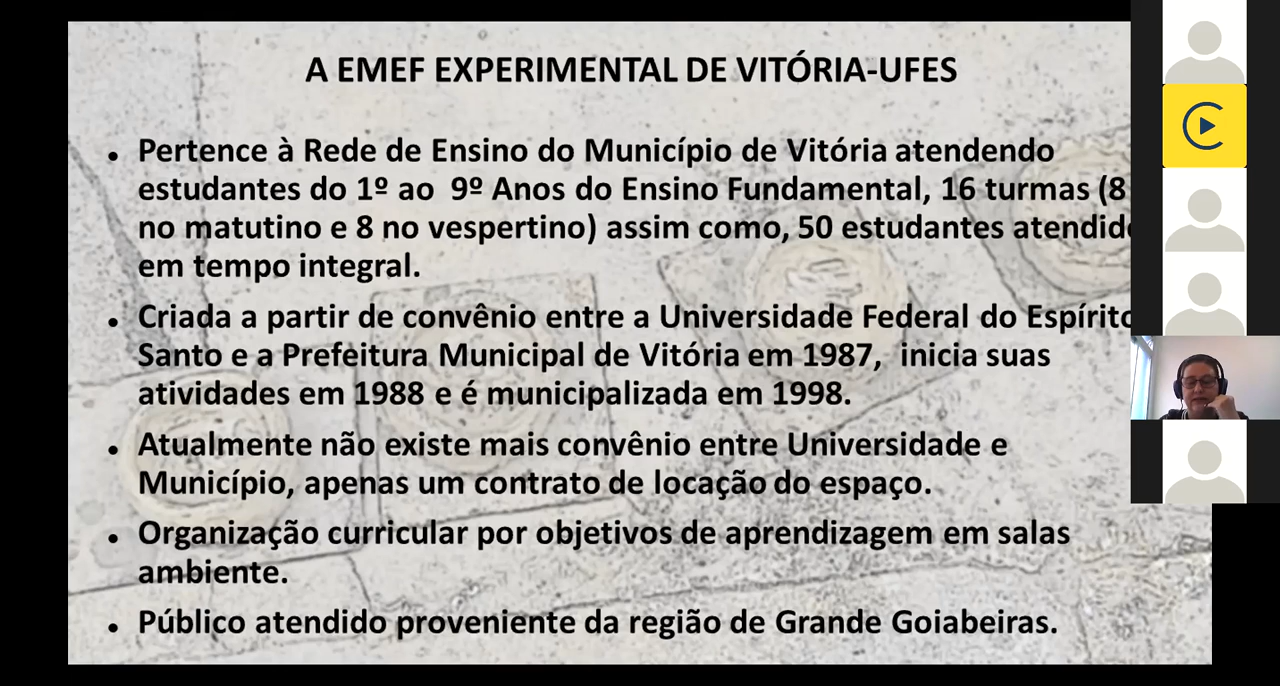 A EMEF EXPERIMENTAL DE VITÓRIA-UFES
• Pertence à Rede de Ensino do Município de Vitória atendendo
estudantes do 1º ao 9º Anos do Ensino Fundamental, 16 turmas (8
no matutino e 8 no vespertino) assim como, 50 estudantes
em tempo integral.
• Criada a partir de convênio entre a Universidade Federal do Espírito
Santo e a Prefeitura Municipal de Vitória em 1987, inicia suas
atividades em 1988 e é municipalizada em 1998.
• Atualmente não existe mais convênio entre Universidade e
Município, apenas um contrato de locação do espaço.
• Organização curricular por objetivos de aprendizagem em salas
ambiente.
• Público atendido proveniente da região de Grande Goiabeiras.